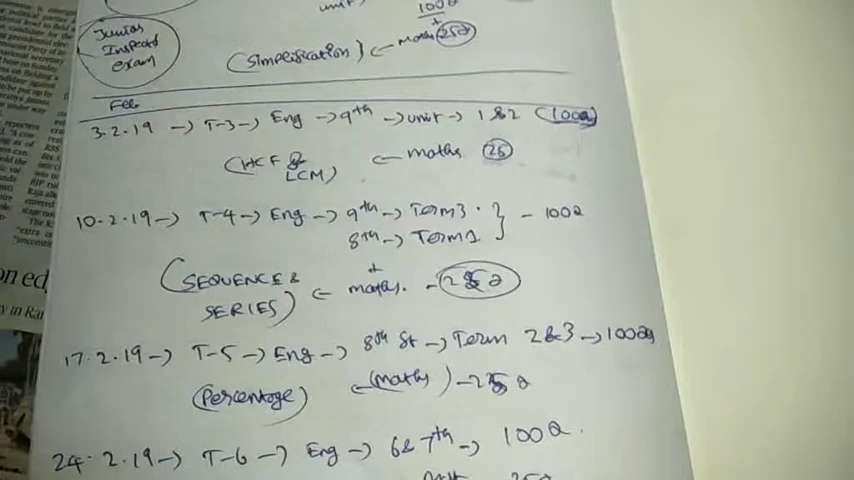 unit
100Q
+
Junior
Inspector
exam
(Simplification) ← maths 25Q
Feb
3.2.19 → T-3 → Eng → 9th → unit → 1 & 2 (100Q)
(HCF & LCM) ← maths (25)
10.2.19 → T-4 → Eng → 9th → Term 3 . } - 100Q
8th → Term 1
+
(SEQUENCE & SERIES) ← maths. - 25Q
17.2.19 → T-5 → Eng → 8th St → Term 2&3 → 100Q
(Percentage) ← (maths) - 25Q
24.2.19 → T-6 → Eng → 6&7th → 100Q.